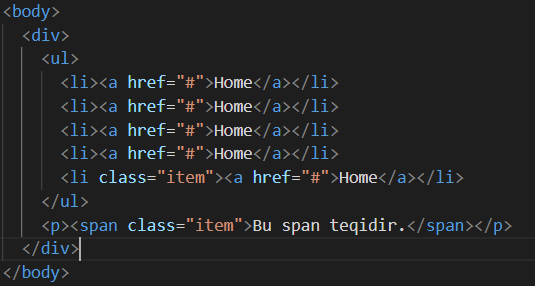 <body>
<div>
<ul>
<li><a href="#">Home</a></li>
<li><a href="#">Home</a></li>
<li><a href="#">Home</a></li>
<li><a href="#">Home</a></li>
<li class="item"><a href="#">Home</a></li>
</ul>
<p><span class="item">Bu span teqidir.</span></p>
</div>
</body>